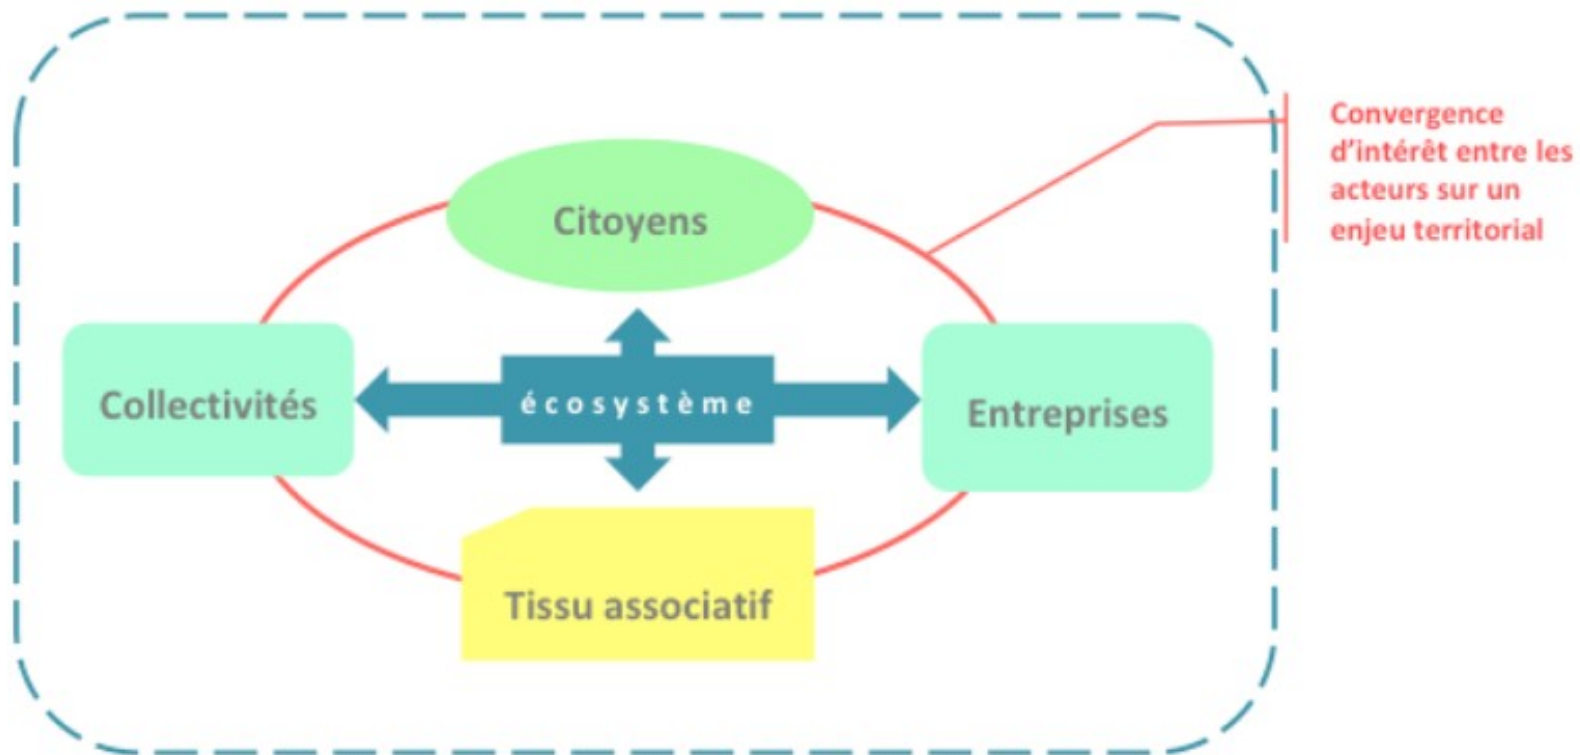 Citoyens
Convergence
d'intérêt entre les
acteurs sur un
enjeu territorial
Collectivités
écosystème
Entreprises
Tissu associatif